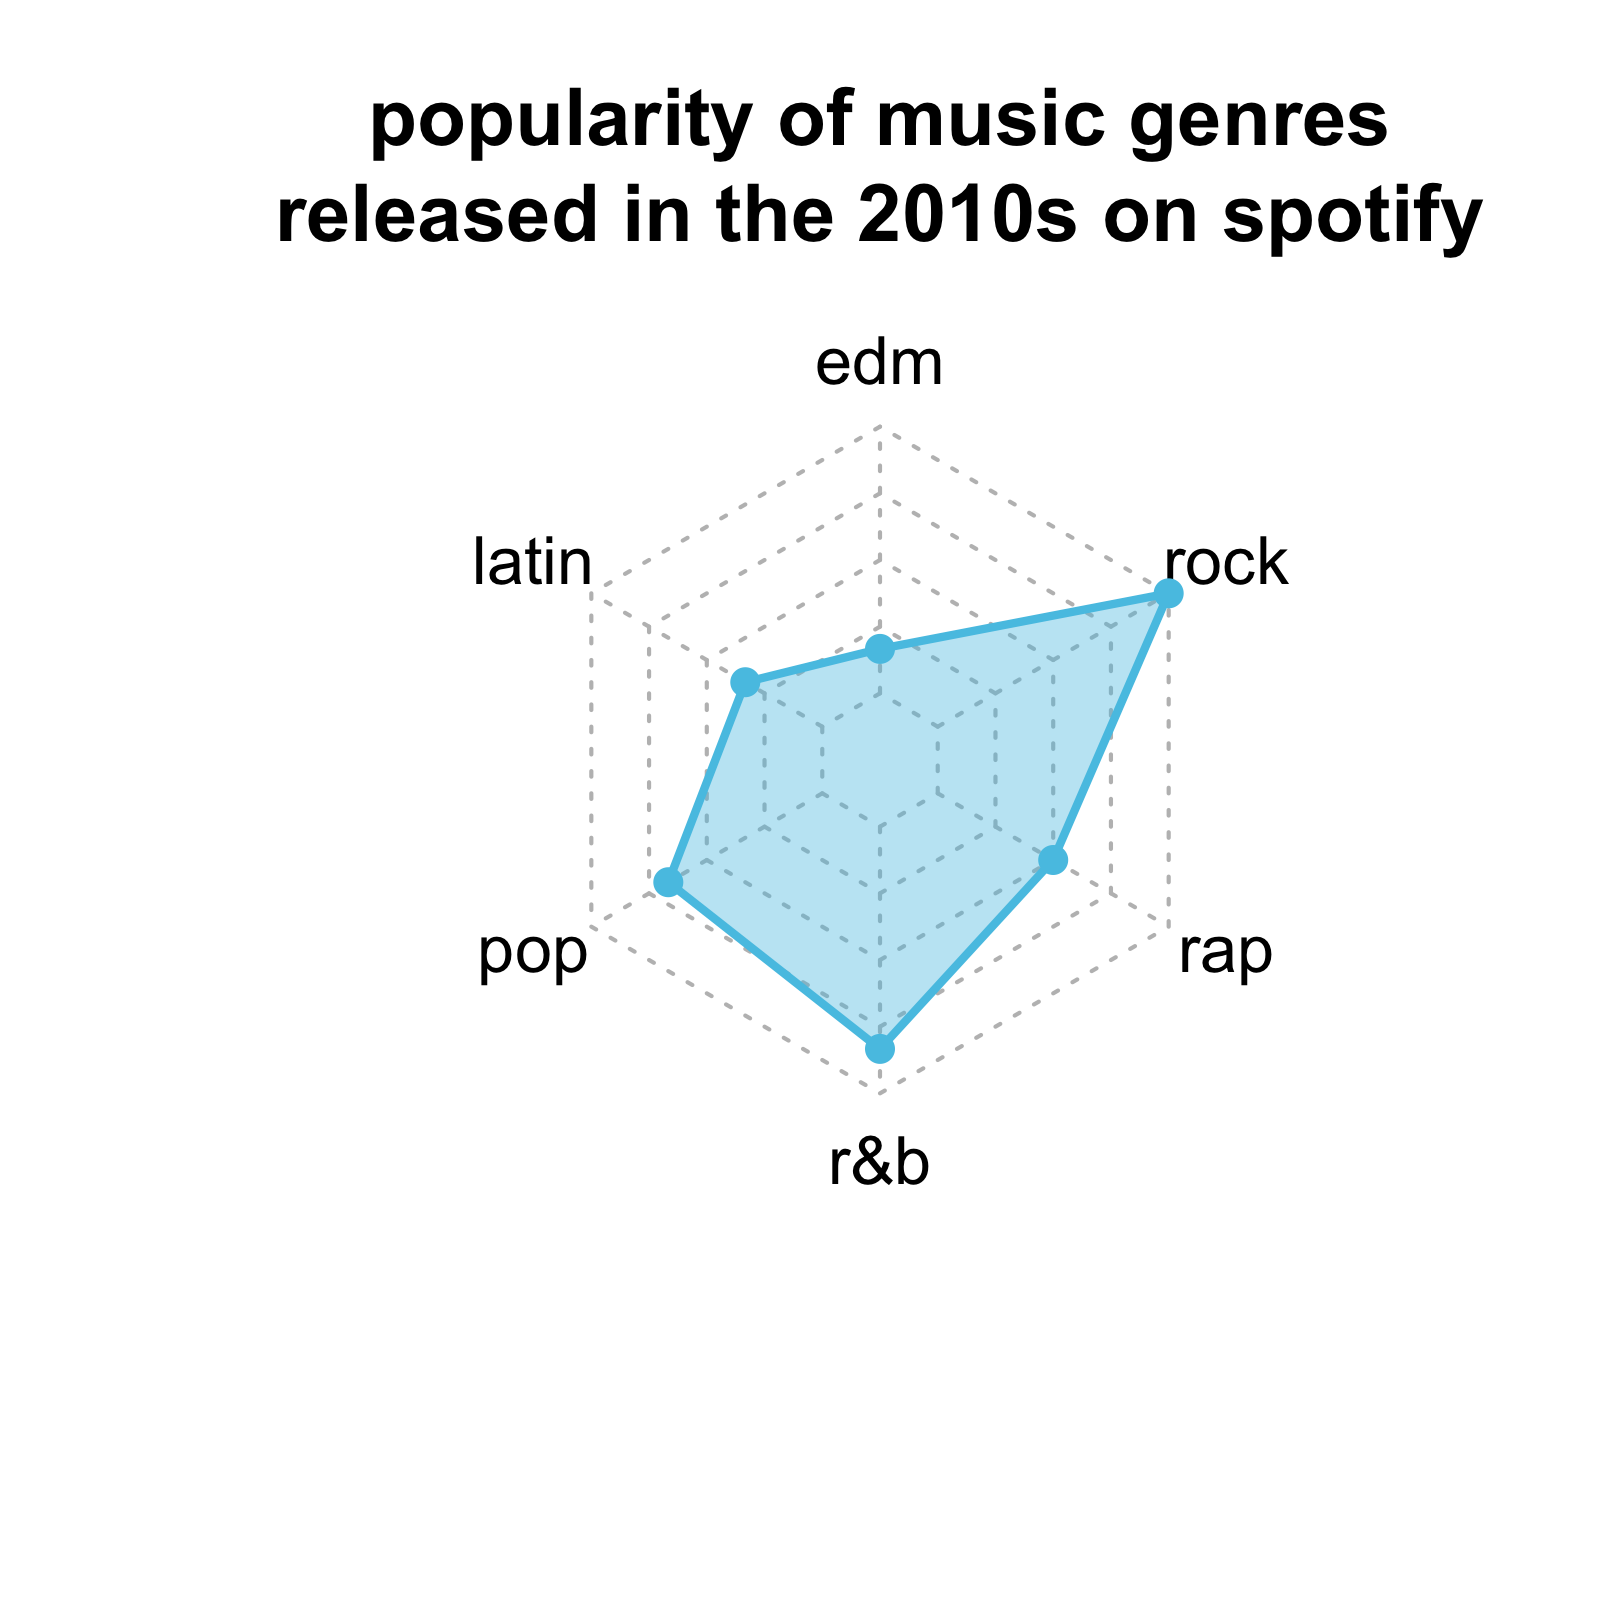 popularity of music genres
released in the 2010s on spotify
edm
latin
rock
pop
rap
r&b